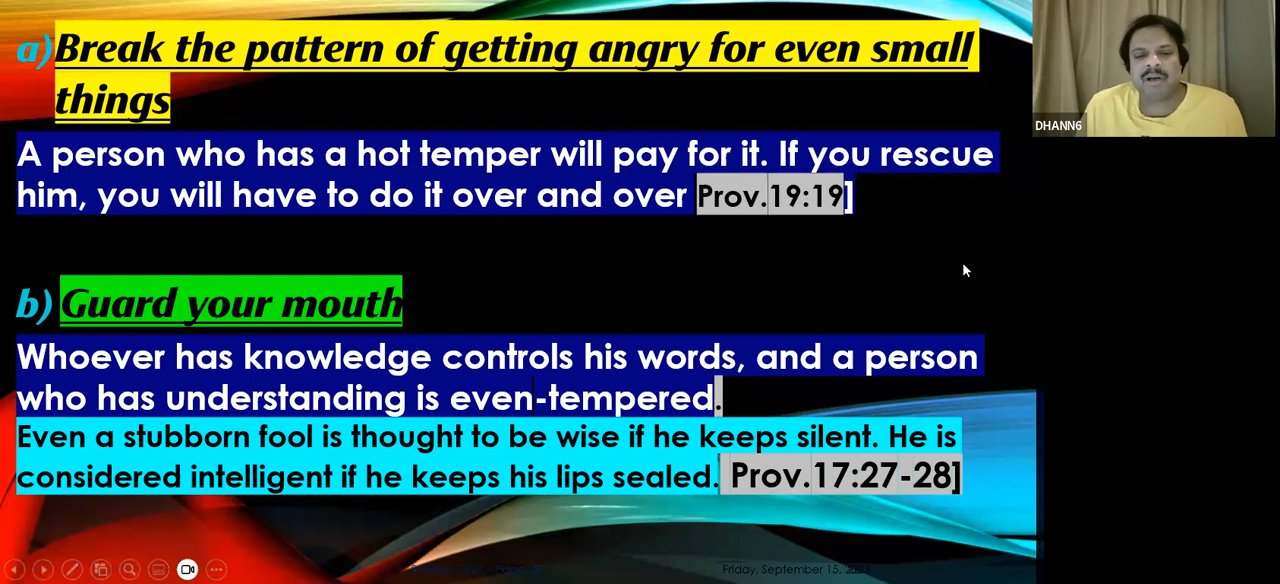 a) Break the pattern of getting angry for even small
things
A person who has a hot temper will pay for it. If you rescue
him, you will have to do it over and over Prov.19:19]
b) Guard your mouth
Whoever has knowledge controls his words, and a person
who has understanding is even-tempered.
Even a stubborn fool is thought to be wise if he keeps silent. He is
considered intelligent if he keeps his lips sealed. Prov.17:27-28]
DHANN6
Friday, September 15,